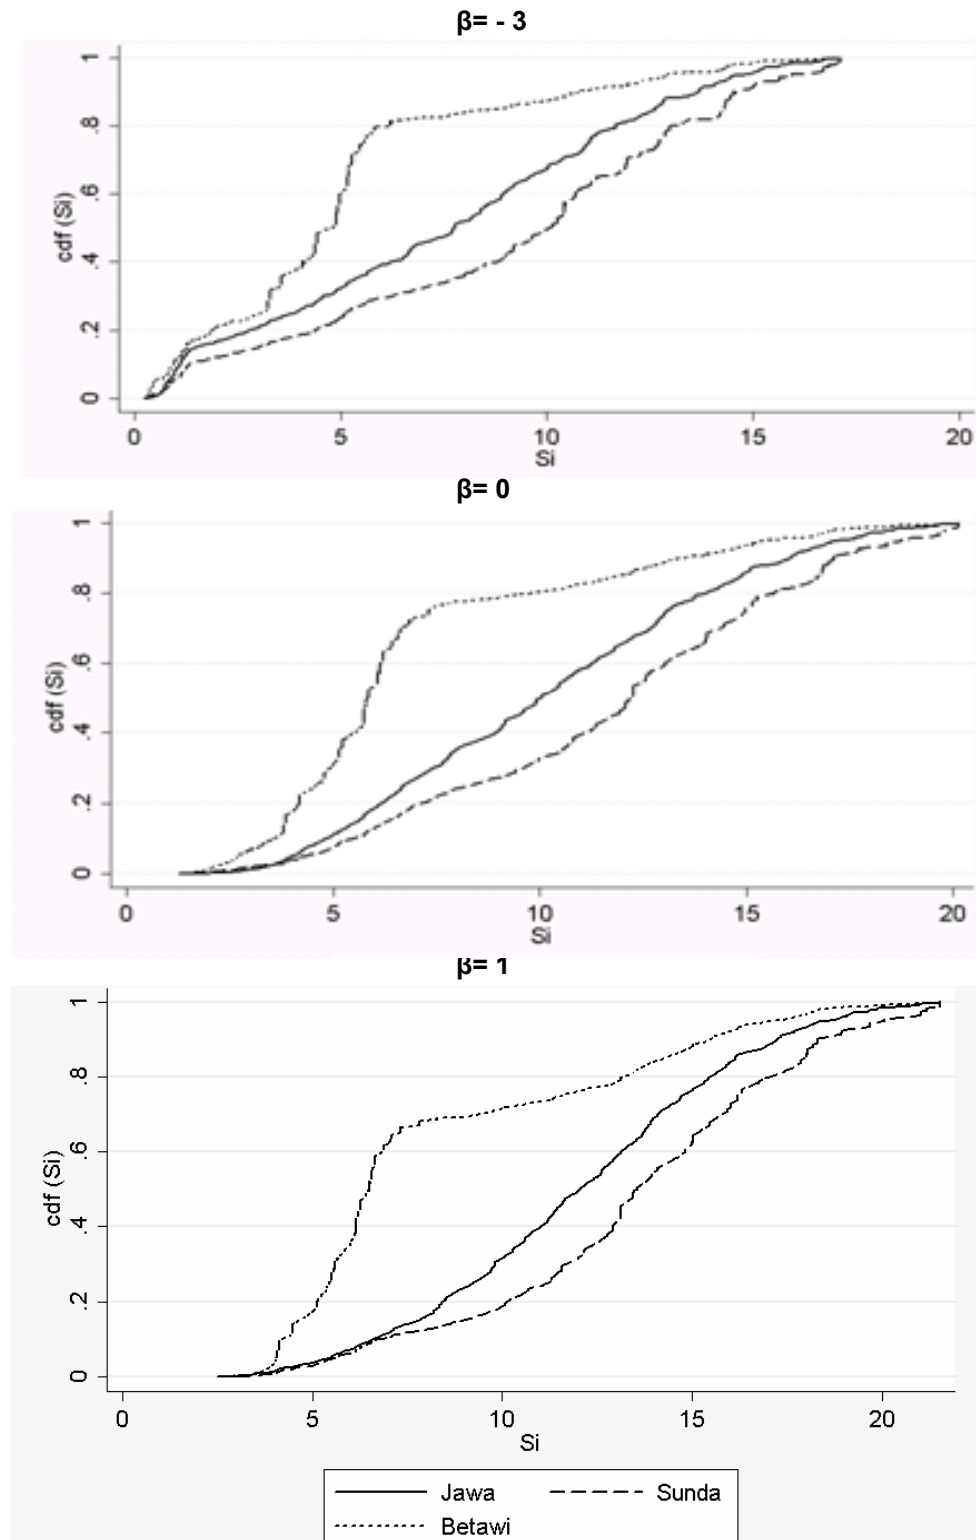 β= - 3
1
.8
.6
.4
.2
0
cdf (Si)
0 5 10 15 20
Si
β= 0
1
.8
.6
.4
.2
0
cdf (Si)
0 5 10 15 20
Si
β= 1
1
.8
.6
.4
.2
0
cdf (Si)
0 5 10 15 20
Si
Jawa Sunda
Betawi